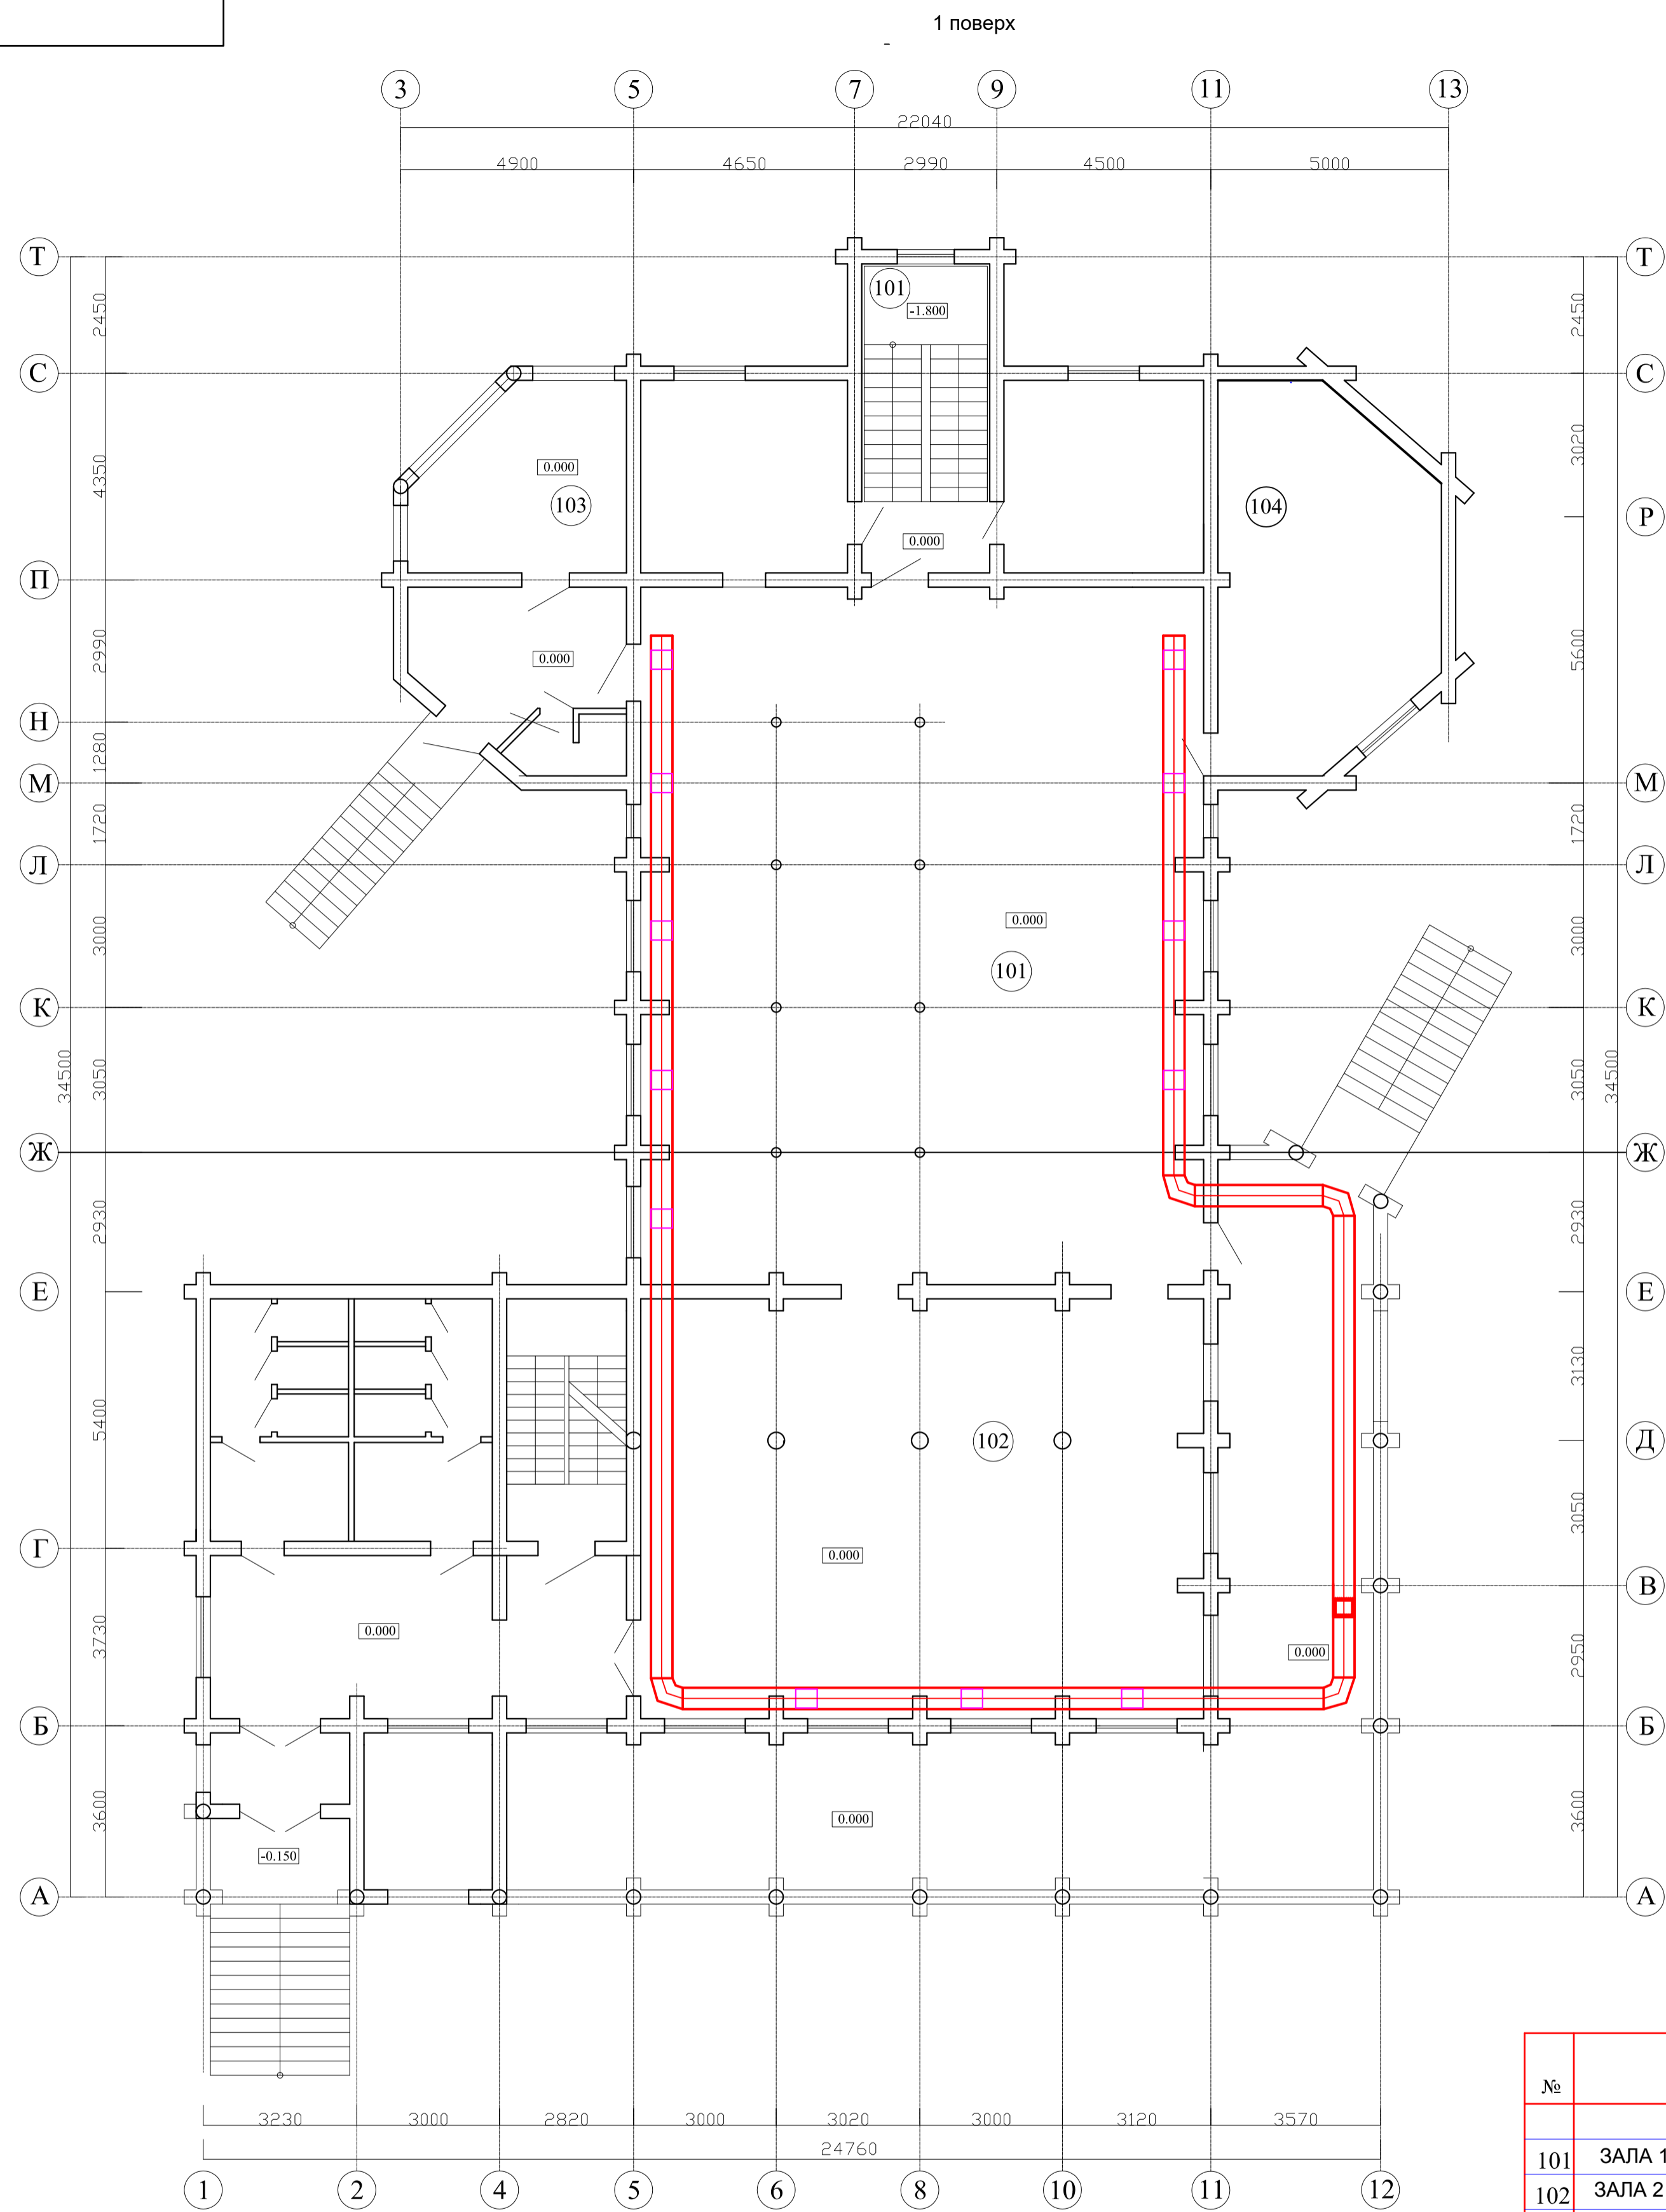 1 поверх
-
3 5 7 9 11 13
22040
4900 4650 2990 4500 5000
Т Т
101
-1.800
2450 2450
С С
4350 3020
0.000
103 104
Р
0.000
П
2990 5600
0.000
Н
1280
М М
1720 1720
Л Л
0.000
3000 3000
101
К К
34500 3050 3050 34500
Ж Ж
2930 2930
Е Е
5400 3130
102 Д
3050
Г 0.000
В
0.000
3730 2950
0.000
Б Б
3600 0.000 3600
-0.150
А А
3230 3000 2820 3000 3020 3000 3120 3570
24760
1 2 4 5 6 8 10 11 12
№
101 ЗАЛА 1
102 ЗАЛА 2